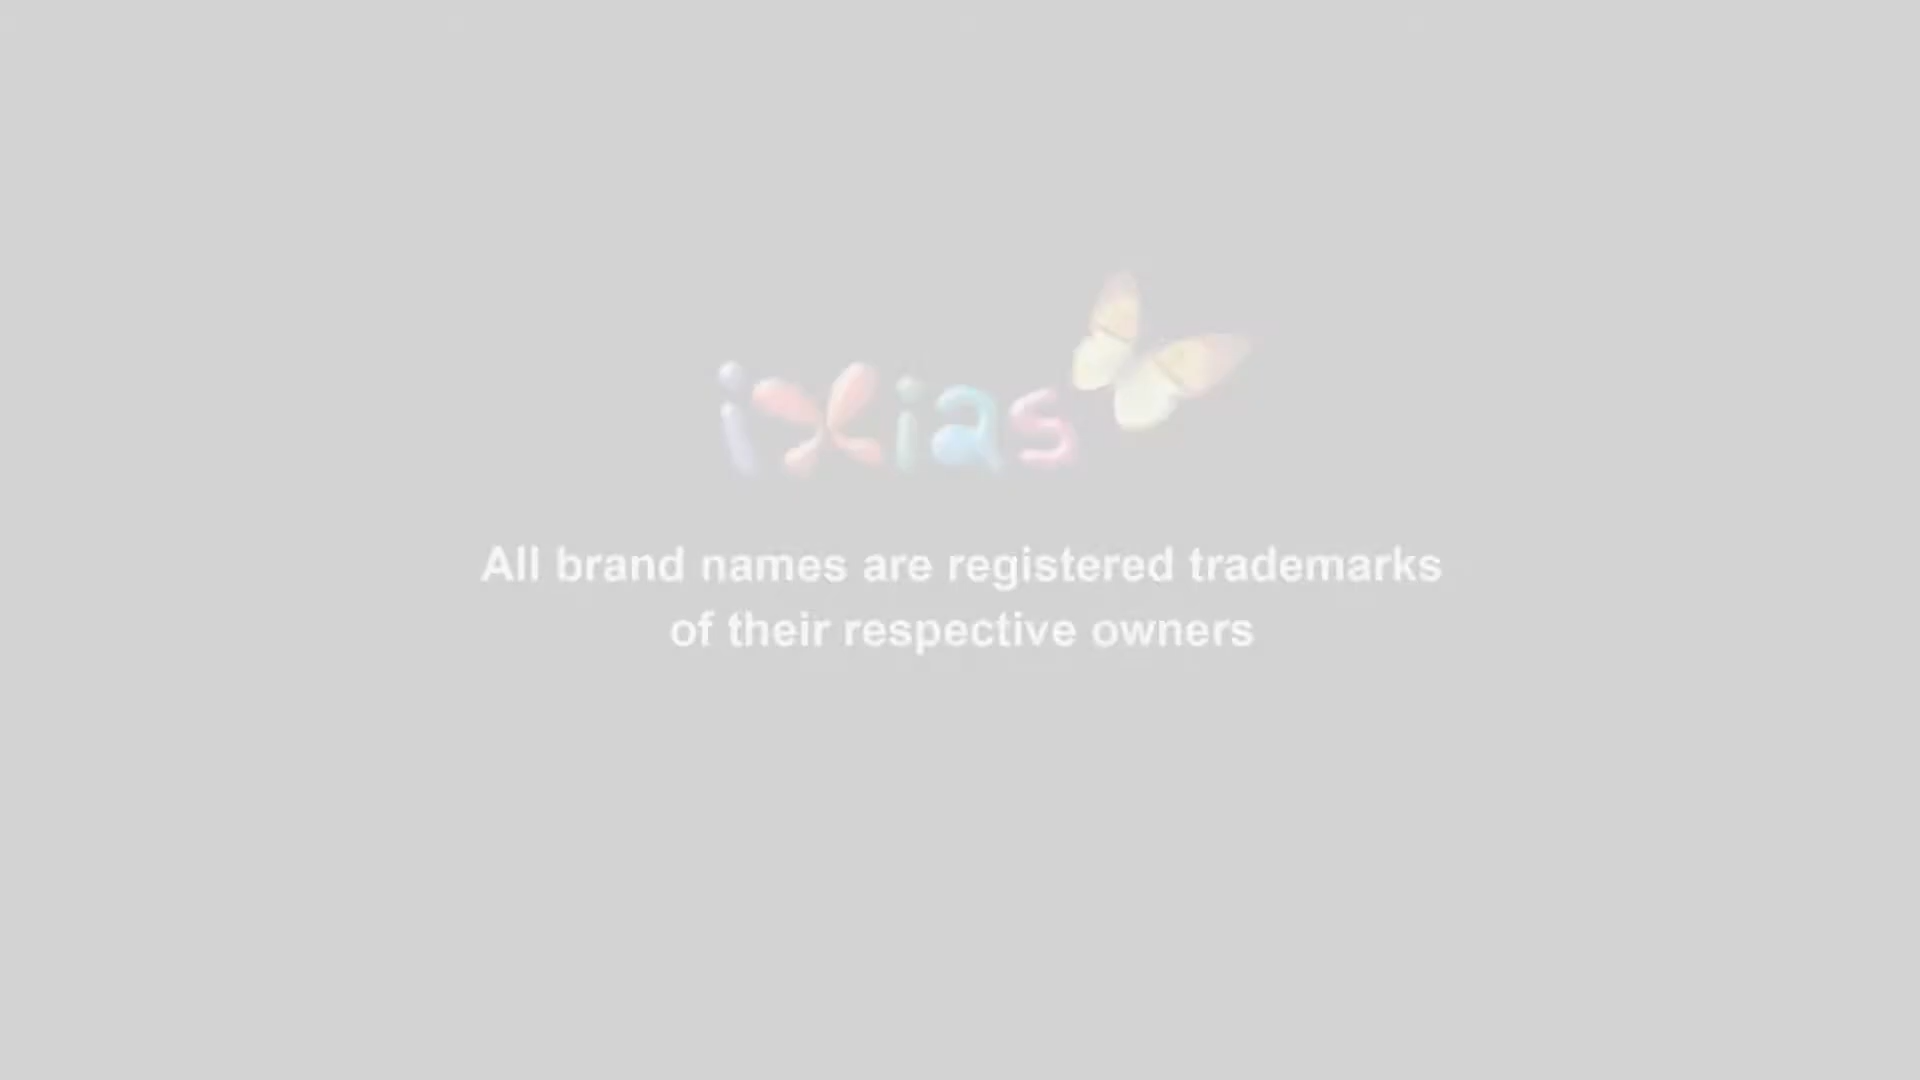 ixias
All brand names are registered trademarks
of their respective owners